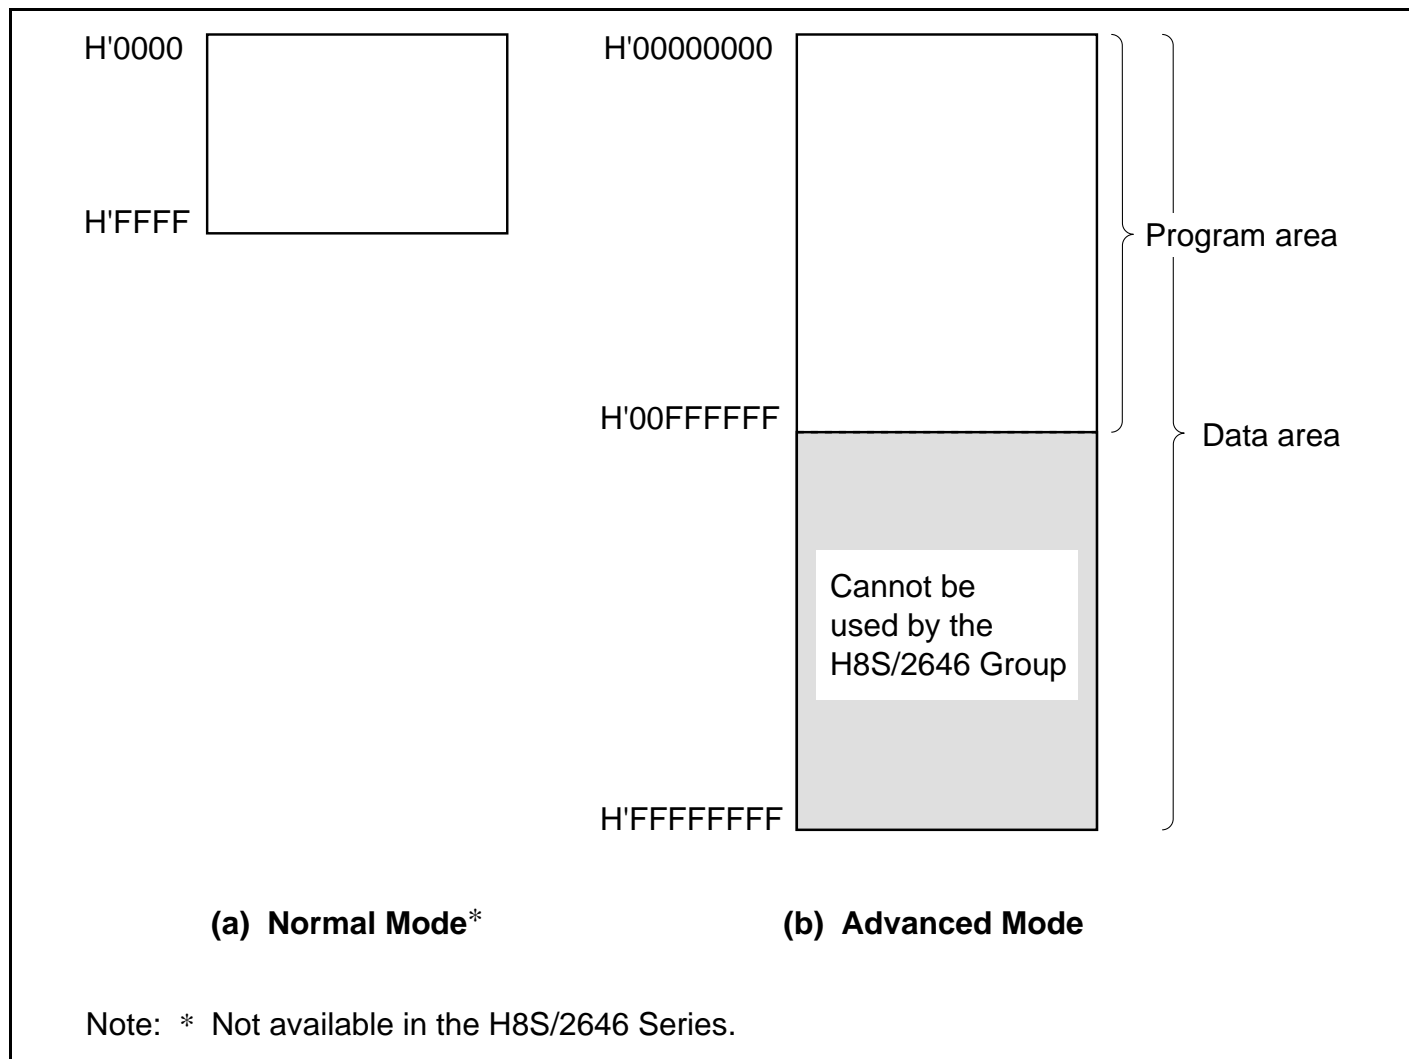 H'0000
H'FFFF
H'00000000
H'00FFFFFF
H'FFFFFFFF
Program area
Data area
Cannot be
used by the
H8S/2646 Group
(a) Normal Mode*
(b) Advanced Mode
Note: * Not available in the H8S/2646 Series.